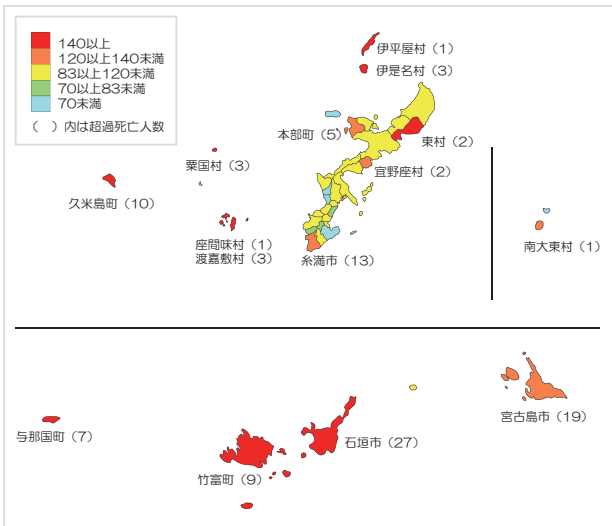 140以上
120以上140未満
83以上120未満
70以上83未満
70未満
(　)内は超過死亡人数
伊平屋村(1)
伊是名村(3)
本部町(5)
東村(2)
粟国村(3)
宜野座村(2)
久米島町(10)
座間味村(1)
渡嘉敷村(3)
糸満市(13)
南大東村(1)
宮古島市(19)
与那国町(7)
石垣市(27)
竹富町(9)